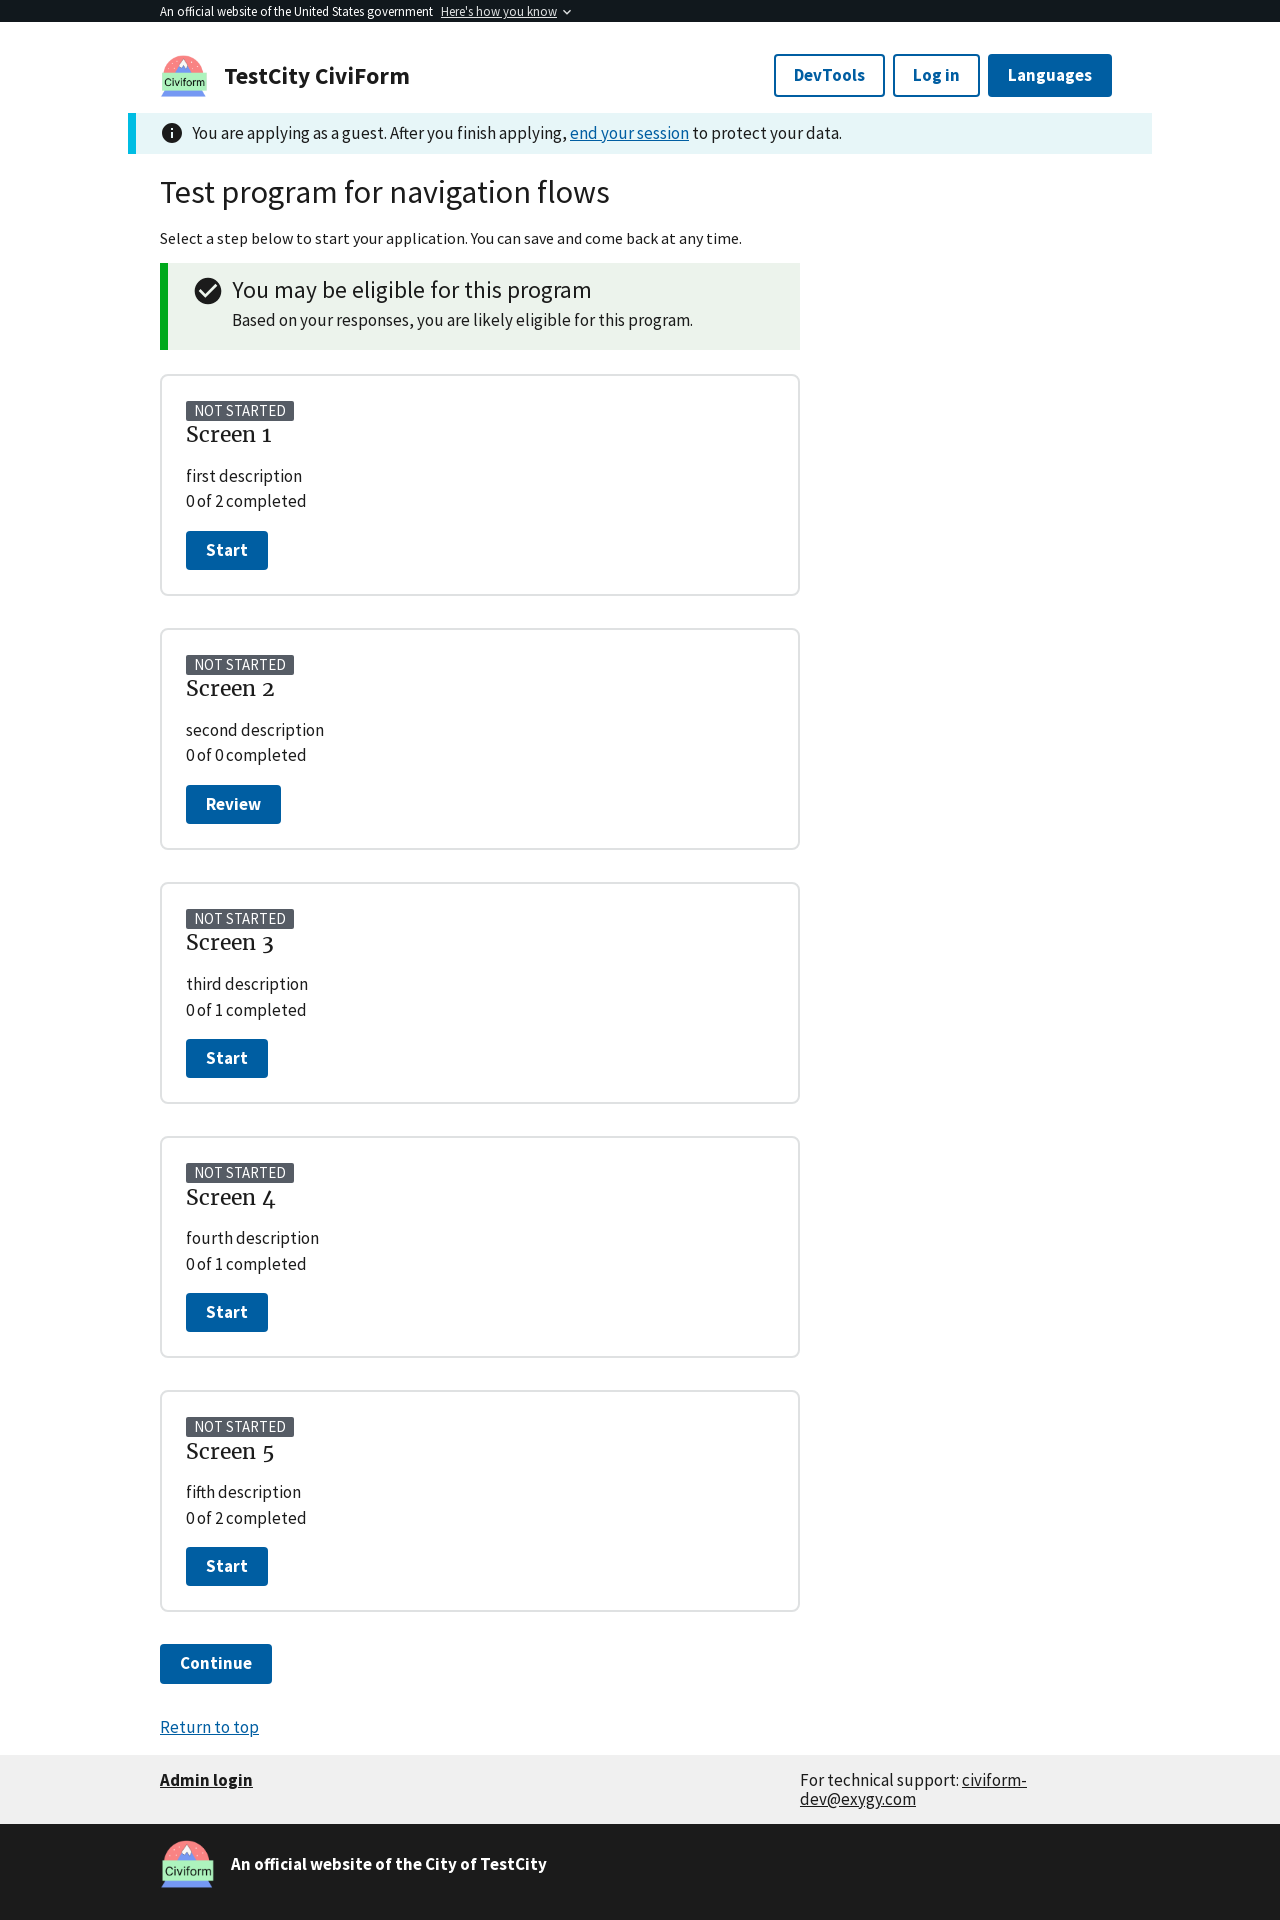 An official website of the United States government Here's how you know
Civiform
TestCity CiviForm
DevTools
Log in
Languages
You are applying as a guest. After you finish applying, end your session to protect your data.
Test program for navigation flows
Select a step below to start your application. You can save and come back at any time.
You may be eligible for this program
Based on your responses, you are likely eligible for this program.
NOT STARTED
Screen 1
first description
0 of 2 completed
Start
NOT STARTED
Screen 2
second description
0 of 0 completed
Review
NOT STARTED
Screen 3
third description
0 of 1 completed
Start
NOT STARTED
Screen 4
fourth description
0 of 1 completed
Start
NOT STARTED
Screen 5
fifth description
0 of 2 completed
Start
Continue
Return to top
Admin login
For technical support: civiform-
dev@exygy.com
Civiform
An official website of the City of TestCity